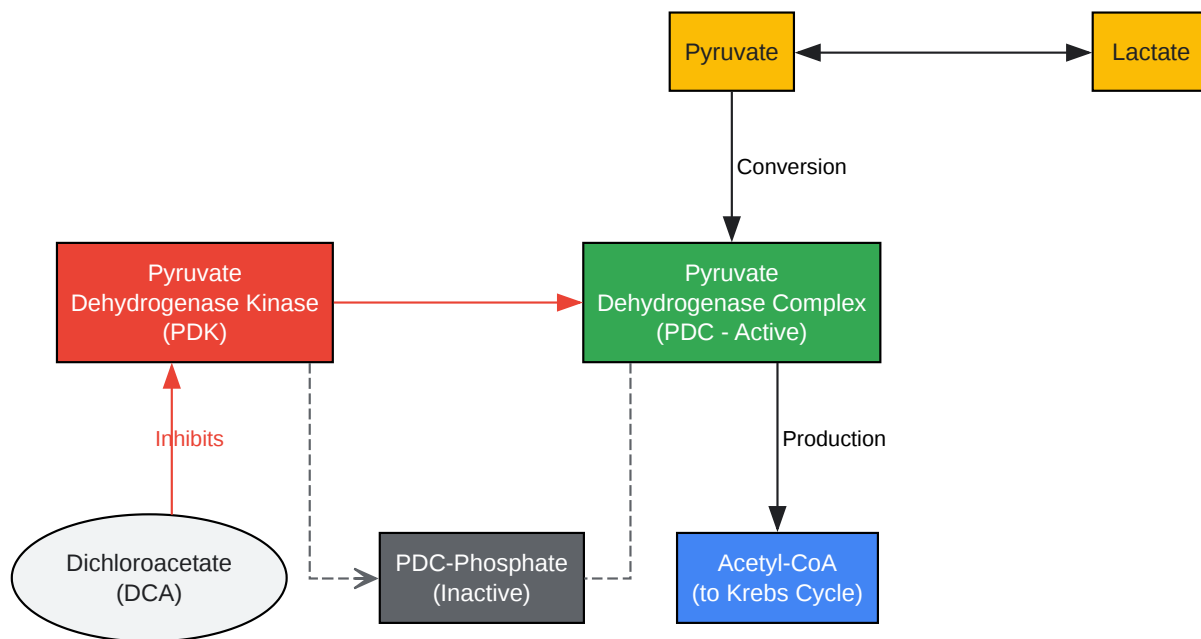 Pyruvate
Lactate
Conversion
Pyruvate
Dehydrogenase Kinase
(PDK)
Pyruvate
Dehydrogenase Complex
(PDC - Active)
Inhibits
Production
Dichloroacetate
(DCA)
PDC-Phosphate
(Inactive)
Acetyl-CoA
(to Krebs Cycle)